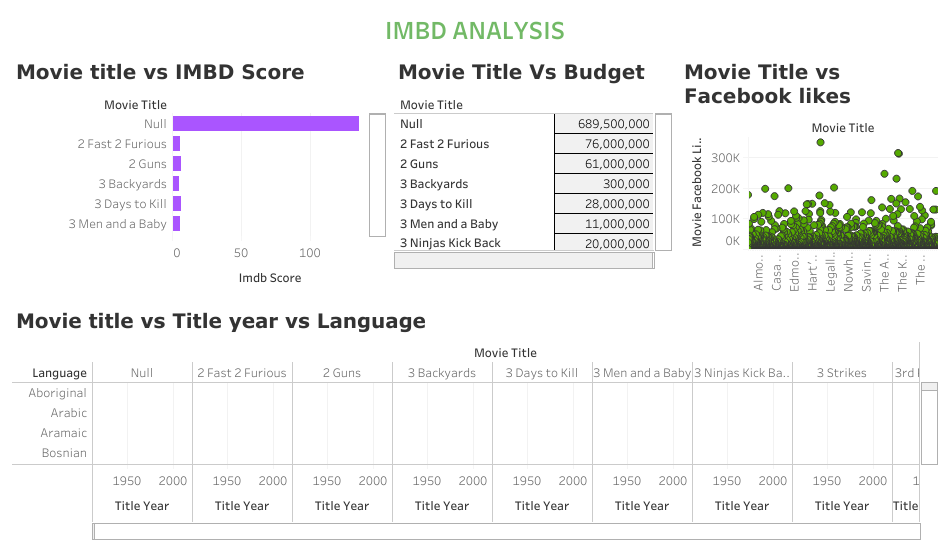 IMBD ANALYSIS
Movie title vs IMBD Score
Movie Title
Null
2 Fast 2 Furious
2 Guns
3 Backyards
3 Days to Kill
3 Men and a Baby
0 50 100
Imdb Score
Movie Title Vs Budget
Movie Title
Null 689,500,000
2 Fast 2 Furious 76,000,000
2 Guns 61,000,000
3 Backyards 300,000
3 Days to Kill 28,000,000
3 Men and a Baby 11,000,000
3 Ninjas Kick Back 20,000,000
Movie Title vs
Facebook likes
Movie Title
Movie Facebook Li..
300K
200K
100K
0K
Almo..
Casa ..
Edmo..
Hart'..
Legall..
Nowh..
Savin..
The A..
The K..
The ..
Movie title vs Title year vs Language
Movie Title
Language Null 2 Fast 2 Furious 2 Guns 3 Backyards 3 Days to Kill 3 Men and a Baby 3 Ninjas Kick Ba.. 3 Strikes 3rd
Aboriginal
Arabic
Aramaic
Bosnian
1950 2000 1950 2000 1950 2000 1950 2000 1950 2000 1950 2000 1950 2000 1950 2000 1
Title Year Title Year Title Year Title Year Title Year Title Year Title Year Title Year Title